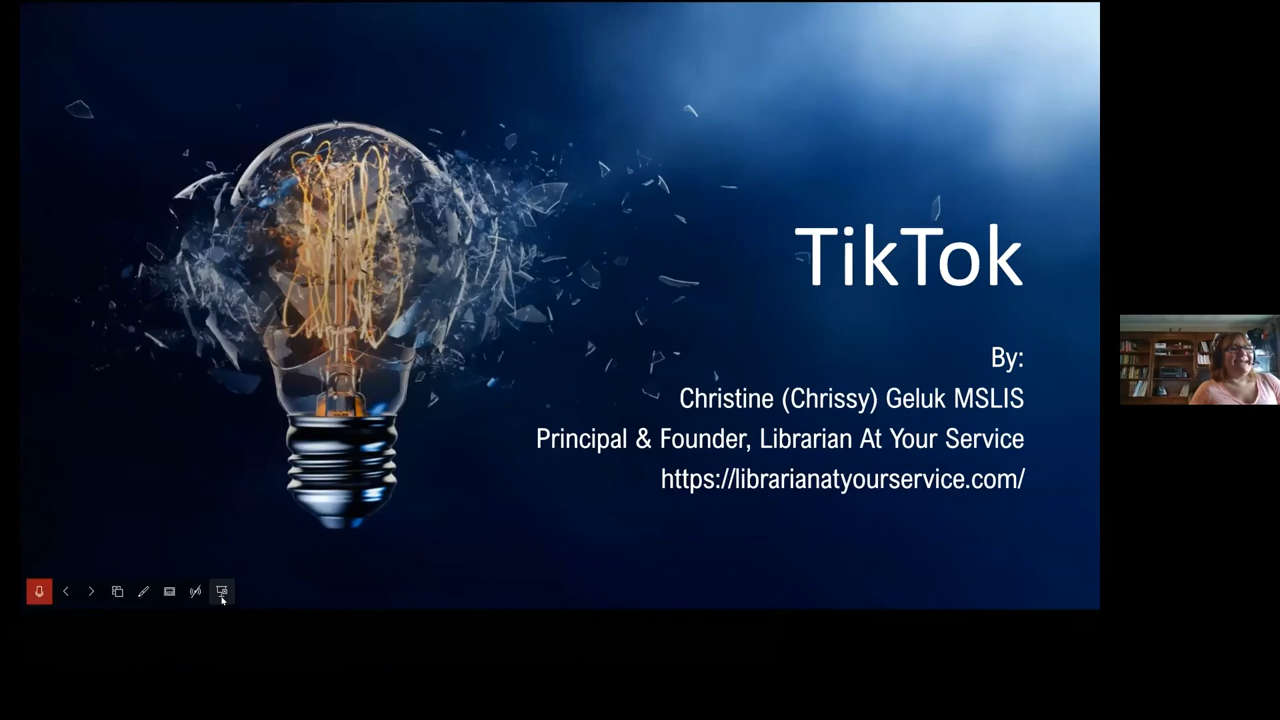 TikTok
By:
Christine (Chrissy) Geluk MSLIS
Principal & Founder, Librarian At Your Service
https://librarianatyourservice.com/